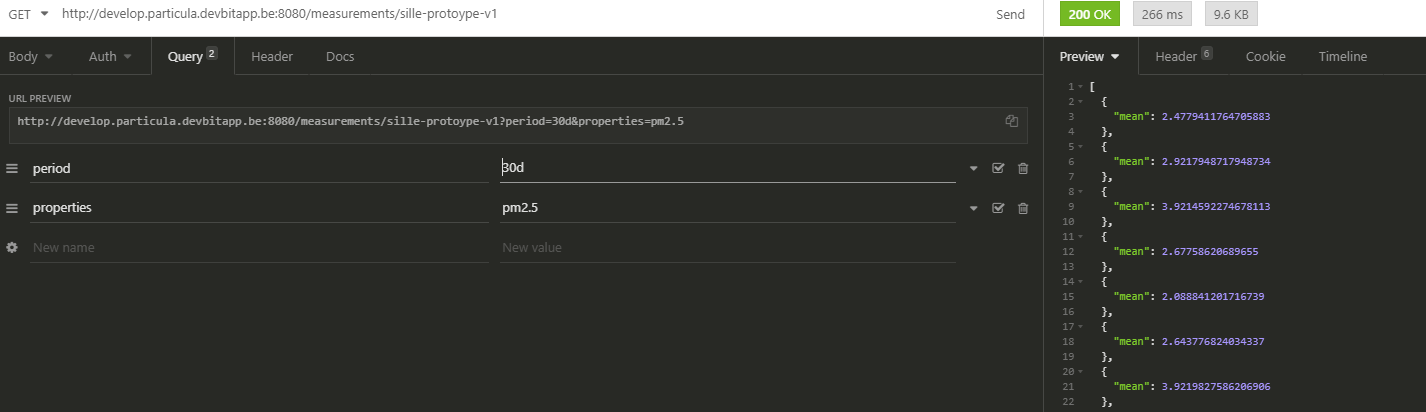 GET http://develop.particula.devbitapp.be:8080/measurements/sille-protoype-v1 Send 200 OK 266 ms 9.6 KB
Body Auth Query 2 Header Docs Preview Header 6 Cookie Timeline
URL PREVIEW
http://develop.particula.devbitapp.be:8080/measurements/sille-protoype-v1?period=30d&properties=pm2.5
period 30d
properties pm2.5
New name New value
1 [
2 {
3 "mean": 2.4779411764705883
4 },
5 {
6 "mean": 2.9217948717948734
7 },
8 {
9 "mean": 3.9214592274678113
10 },
11 {
12 "mean": 2.67758620689655
13 },
14 {
15 "mean": 2.088841201716739
16 },
17 {
18 "mean": 2.643776824034337
19 },
20 {
21 "mean": 3.9219827586206906
22 },